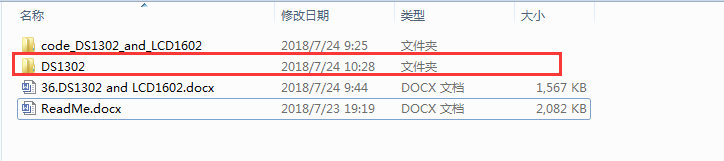 名称 修改日期 类型 大小
code_DS1302_and_LCD1602 2018/7/24 9:25 文件夹
DS1302 2018/7/24 10:28 文件夹
36.DS1302 and LCD1602.docx 2018/7/24 9:44 DOCX 文档 1,567 KB
ReadMe.docx 2018/7/23 19:19 DOCX 文档 2,082 KB